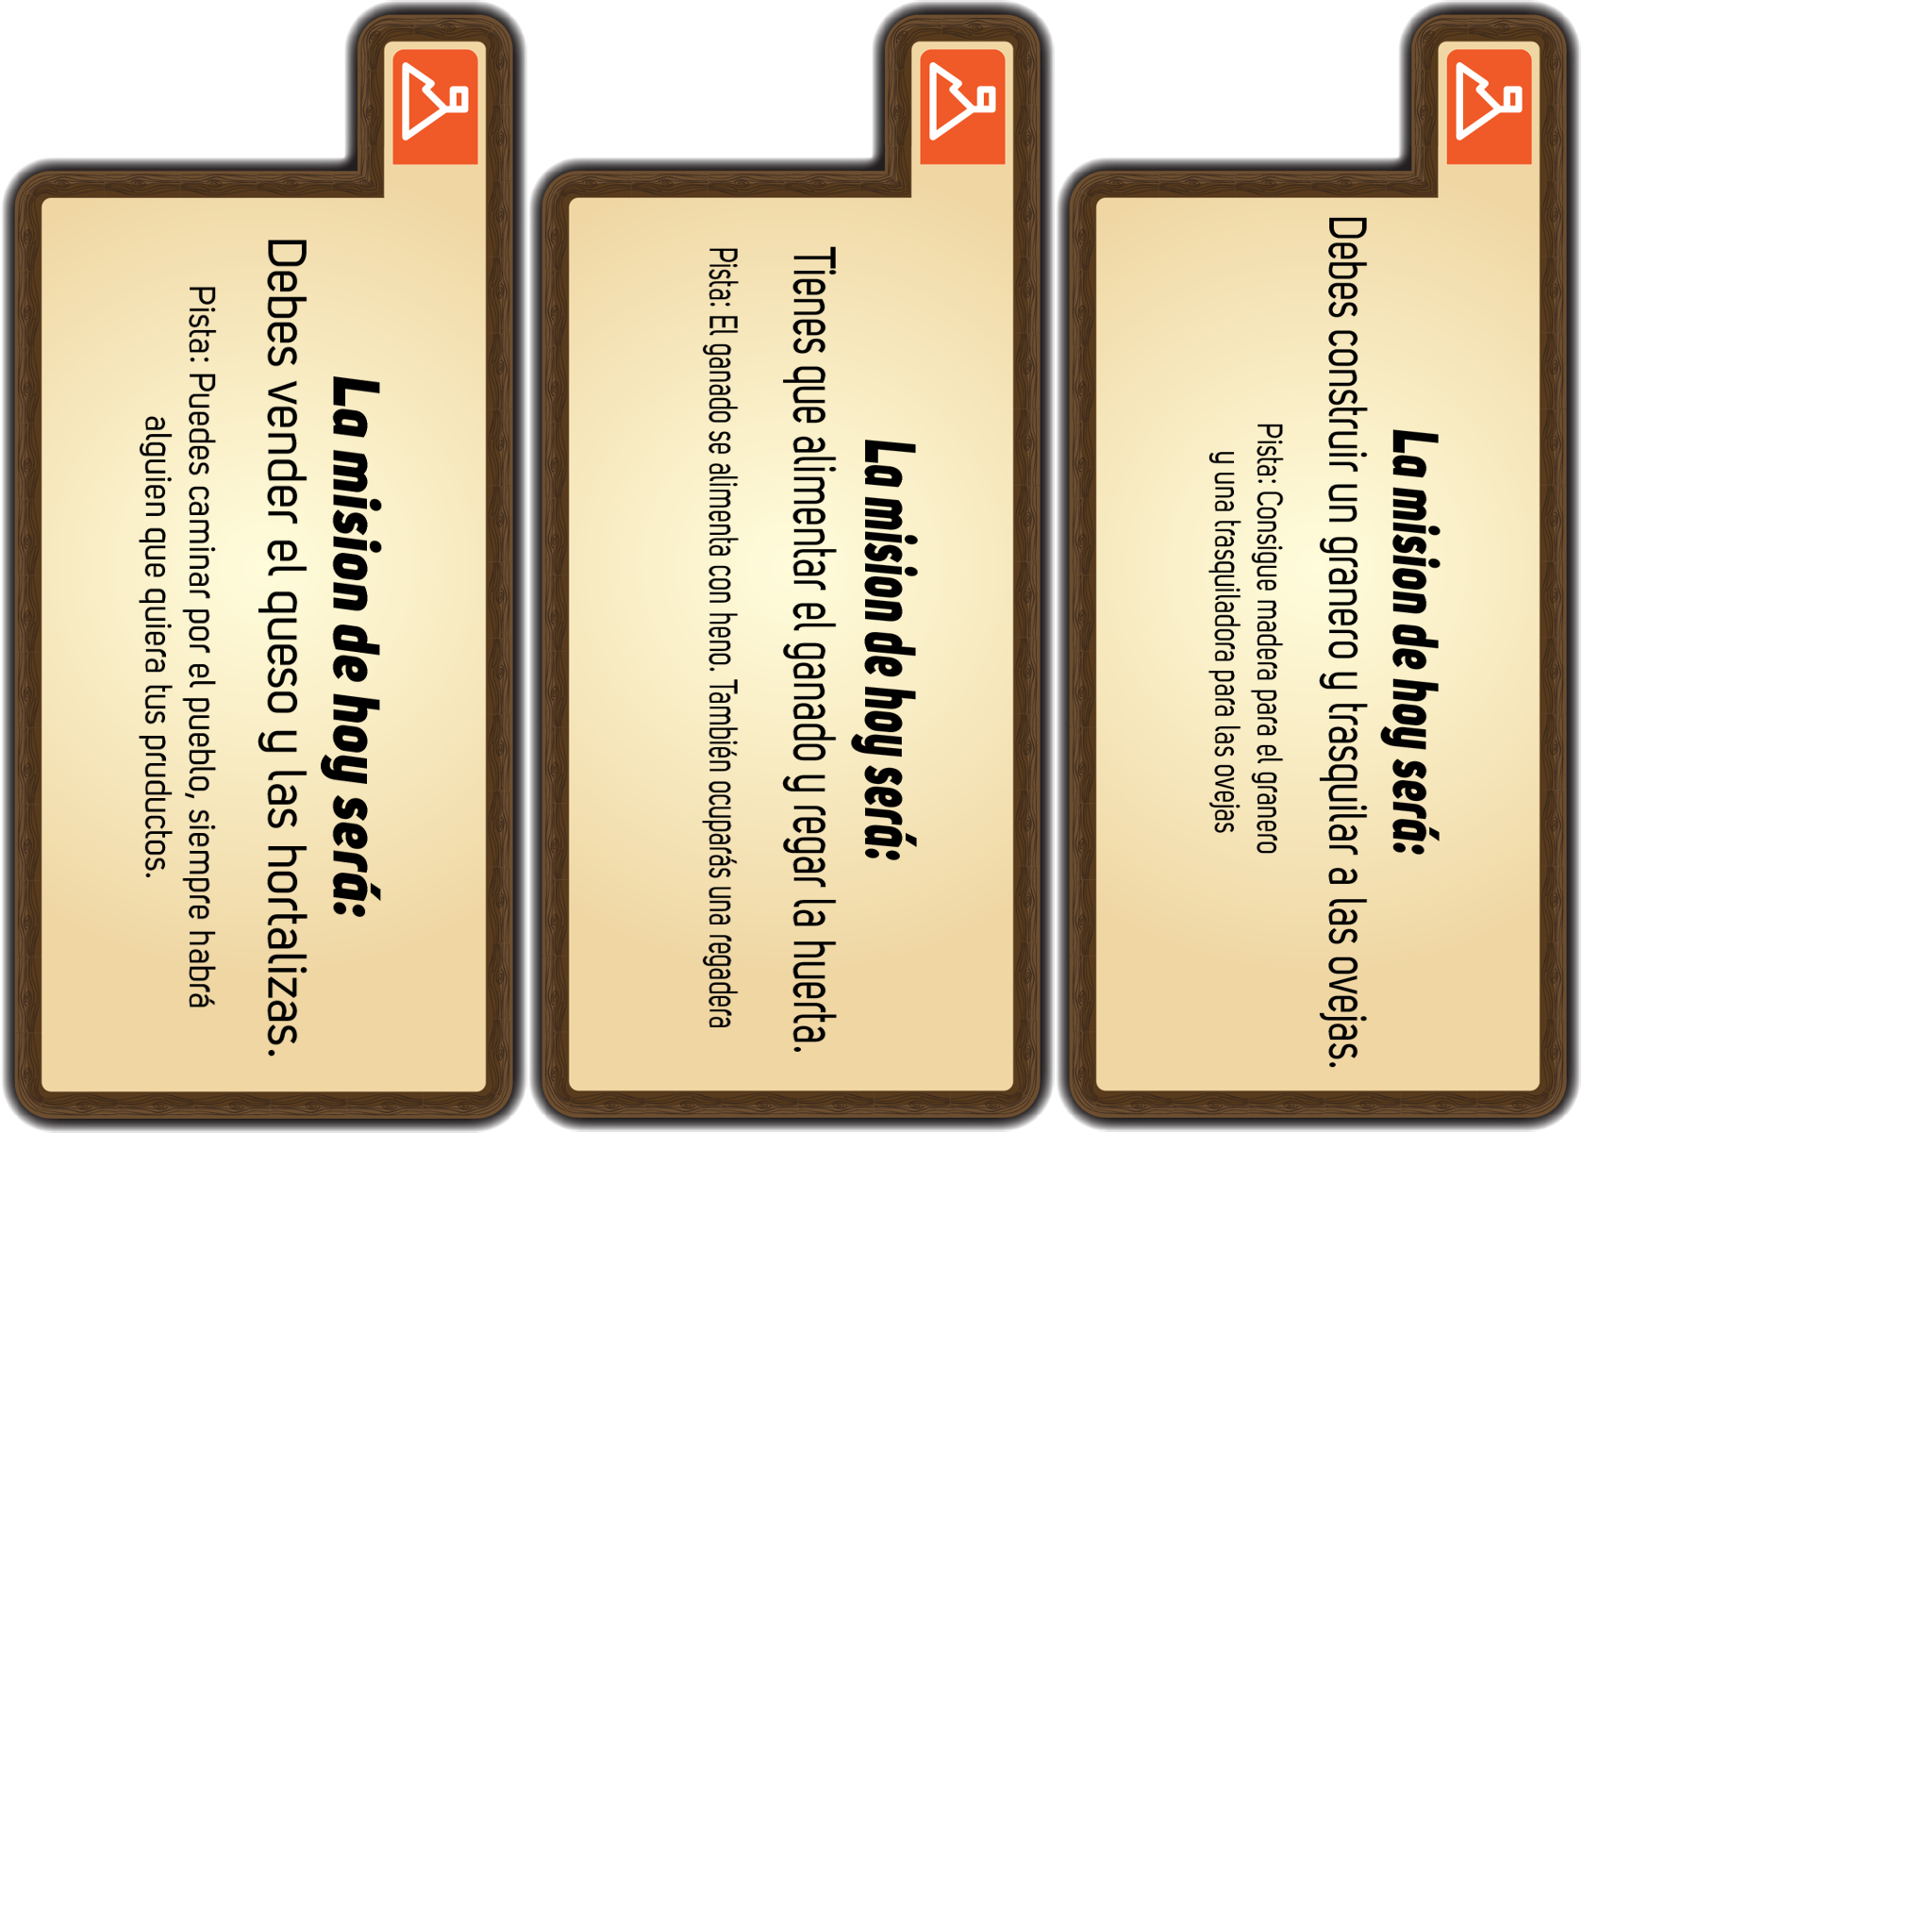 La mision de hoy será:
Debes vender el queso y las hortalizas.
Pista: Puedes caminar por el pueblo, siempre habrá
alguien que quiera tus pruductos.
La mision de hoy será:
Tienes que alimentar el ganado y regar la huerta.
Pista: El ganado se alimenta con heno. También ocuparás una regadera
La mision de hoy será:
Debes construir un granero y trasquilar a las ovejas.
Pista: Consigue madera para el granero
y una trasquiladora para las ovejas